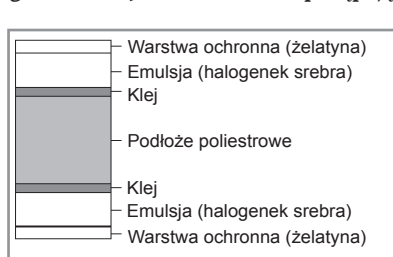 Warstwa ochronna (żelatyna)
Emulsja (halogenek srebra)
Klej
Podłoże poliestrowe
Klej
Emulsja (halogenek srebra)
Warstwa ochronna (żelatyna)